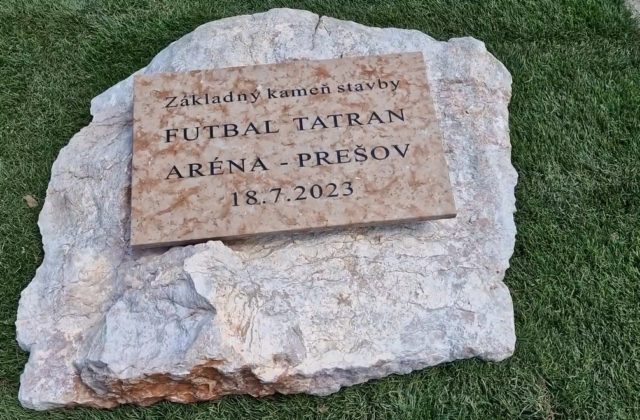 Základný kameň stavby
FUTBAL TATRAN
ARÉNA - PREŠOV
18.7.2023